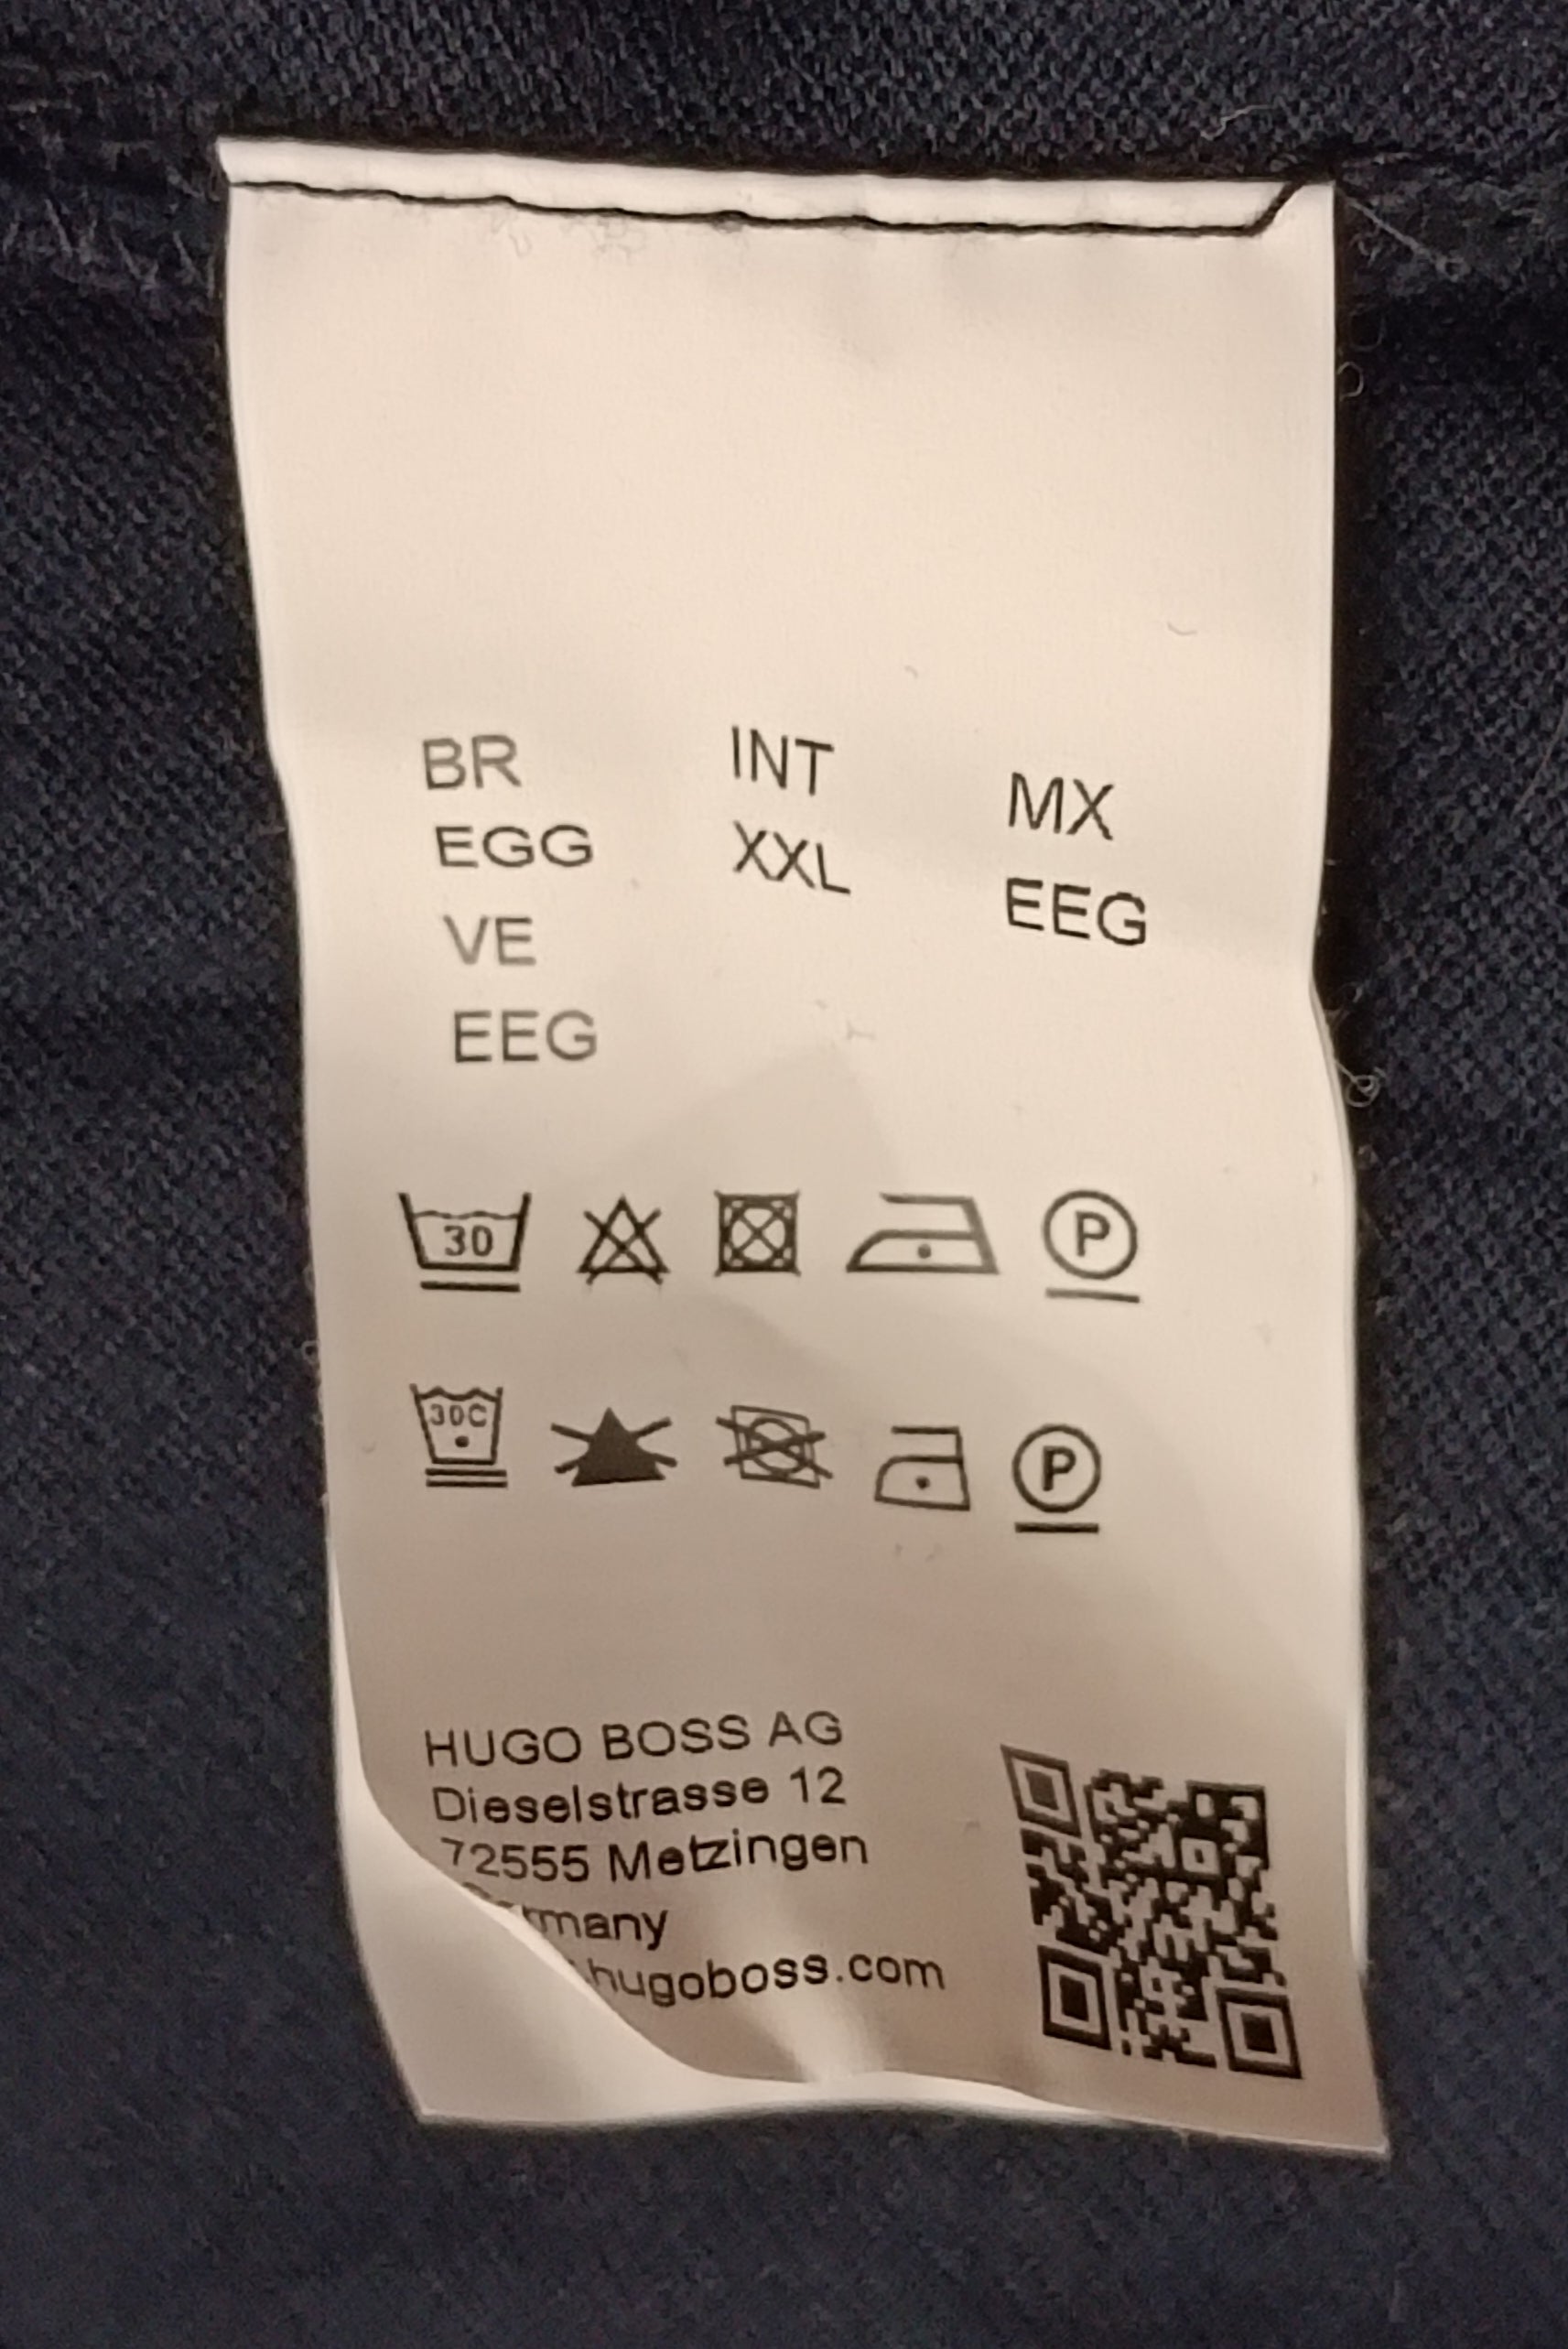 BR INT MX
EGG XXL EEG
VE
EEG
30 P
30C P
HUGO BOSS AG
Dieselstrasse 12
72555 Metzingen
rmany
.hugoboss.com